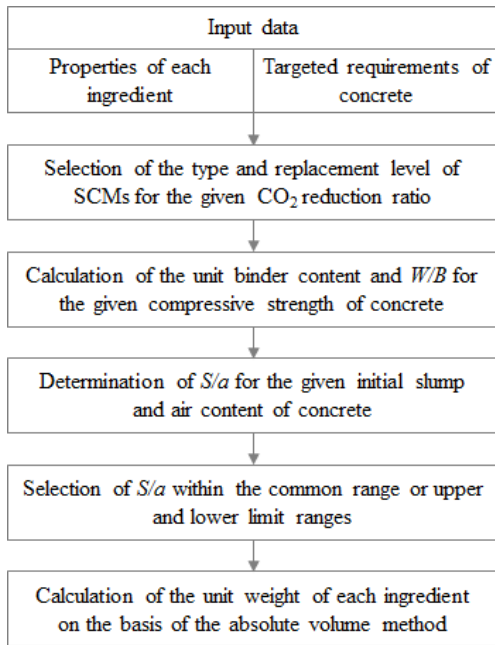 Input data
Properties of each
ingredient
Targeted requirements of
concrete
Selection of the type and replacement level of
SCMs for the given CO₂ reduction ratio
Calculation of the unit binder content and W/B for
the given compressive strength of concrete
Determination of S/a for the given initial slump
and air content of concrete
Selection of S/a within the common range or upper
and lower limit ranges
Calculation of the unit weight of each ingredient
on the basis of the absolute volume method